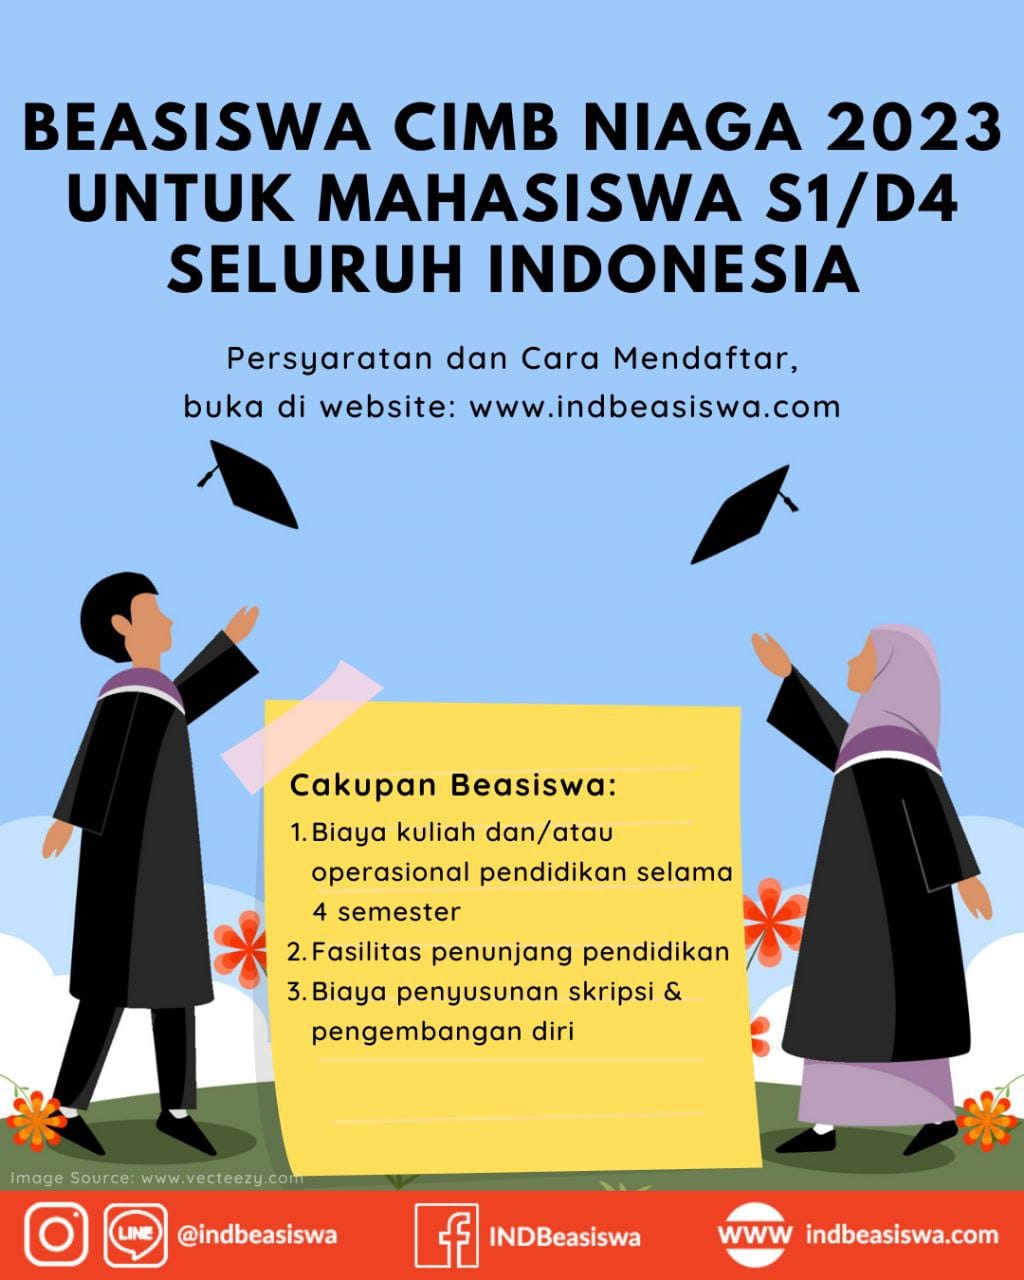 BEASISWA CIMB NIAGA 2023
UNTUK MAHASISWA S1/D4
SELURUH INDONESIA
Persyaratan dan Cara Mendaftar,
buka di website: www.indbeasiswa.com
Cakupan Beasiswa:
1. Biaya kuliah dan/atau
operasional pendidikan selama
4 semester
2. Fasilitas penunjang pendidikan
3. Biaya penyusunan skripsi &
pengembangan diri
Image Source: www.vecteezy.com
LINE @indbeasiswa
INDBeasiswa
www indbeasiswa.com